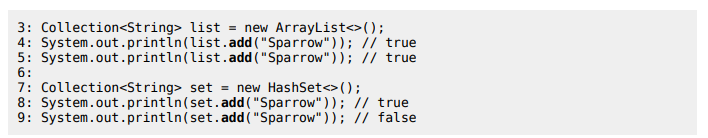 3: Collection<String> list = new ArrayList<>();
4: System.out.println(list.add("Sparrow")); // true
5: System.out.println(list.add("Sparrow")); // true
6:
7: Collection<String> set = new HashSet<>();
8: System.out.println(set.add("Sparrow")); // true
9: System.out.println(set.add("Sparrow")); // false